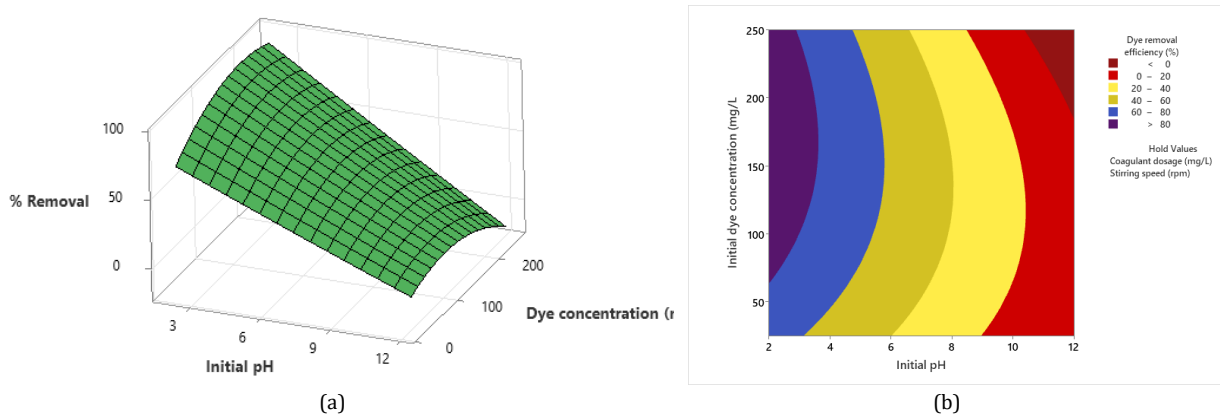 100
50
0
% Removal
3
6
9
12
Initial pH
0
100
200
Dye concentration (
(a)
250
200
150
100
50
Initial dye concentration (mg/L
2
4
6
8
10
12
Initial pH
Dye removal
efficiency (%)
< 0
0 – 20
20 – 40
40 – 60
60 – 80
> 80
Hold Values
Coagulant dosage (mg/L)
Stirring speed (rpm)
(b)